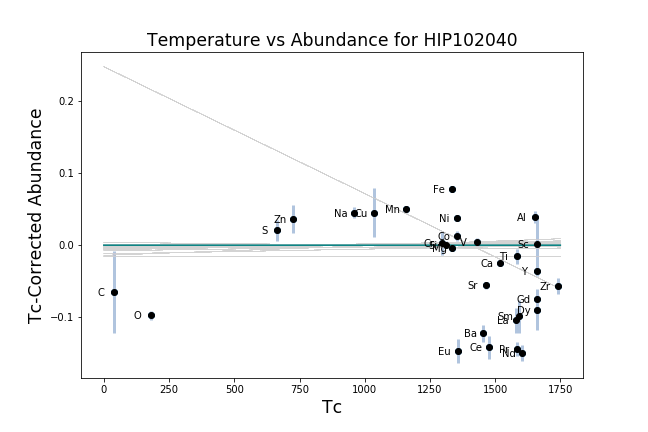 Temperature vs Abundance for HIP102040
Tc-Corrected Abundance
0.2
0.1
0.0
−0.1
Fe
Mn
Na
Cu
Ni
Al
Zn
S
Co
V
Sc
Mg
Ti
Ca
Y
C
Sr
Zr
Gd
O
Dy
Sm
La
Ba
Ce
Eu
Pr
Nd
0
250
500
750
1000
1250
1500
1750
Tc